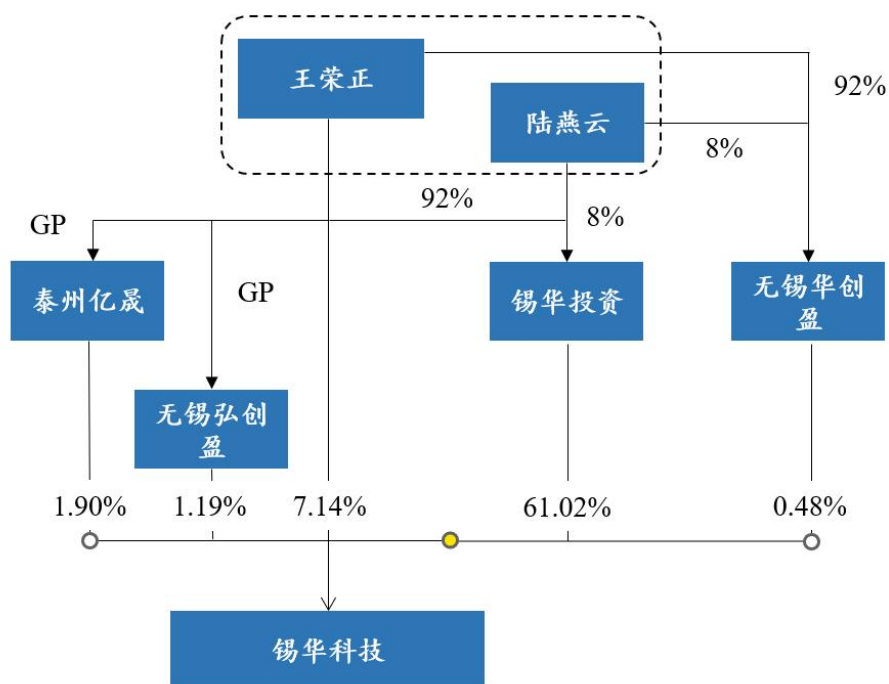 王荣正
92%
陆燕云
8%
92%
8%
GP
GP
泰州亿晟
锡华投资
无锡华创
盈
无锡弘创
盈
1.90%
1.19%
7.14%
61.02%
0.48%
锡华科技